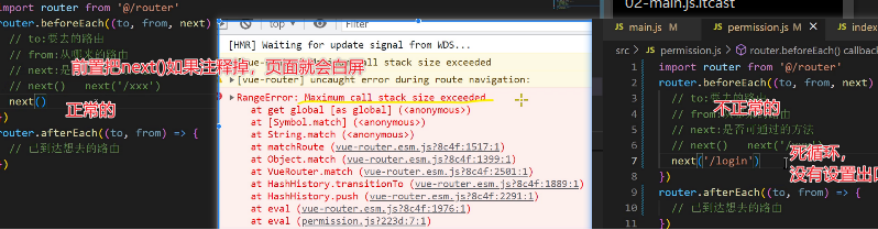 import router from '@/router'
router.beforeEach((to, from, next)
// to:要去的路由
// from:从哪来的路由
// next:是
// next() next('/xxx')
next()
})
router.afterEach((to, from) => {
// 已到达想去的路由
})
前置把next()如果注释掉，页面就会白屏
正常的
top
Filter
[HMR] Waiting for update signal from WDS...
call stack size exceeded
[vue-router] uncaught error during route navigation:
RangeError: Maximum call stack size exceeded
at get global [as global] (<anonymous>)
at [Symbol.match] (<anonymous>)
at String.match (<anonymous>)
at matchRoute (vue-router.esm.js?8c4f:1517:1)
at Object.match (vue-router.esm.js?8c4f:1399:1)
at VueRouter.match (vue-router.esm.js?8c4f:2501:1)
at HashHistory.transitionTo (vue-router.esm.js?8c4f:1889:1)
at HashHistory.push (vue-router.esm.js?8c4f:2291:1)
at eval (vue-router.esm.js?8c4f:1976:1)
at eval (permission.js?223d:7:1)
02-main.js.itcast
main.js
permission.js M
index
src > permission.js > router.beforeEach() callback
1 import router from '@/router'
2 router.beforeEach((to, from, next)
3 // to:要去的路由
4 // from:
路由
5 // next:是否可通过的方法
6 // next() next('/
7 next('/login')
8 })
9 router.afterEach((to, from) => {
10 // 已到达想去的路由
11 })
不正常的
死循环，
没有设置出口